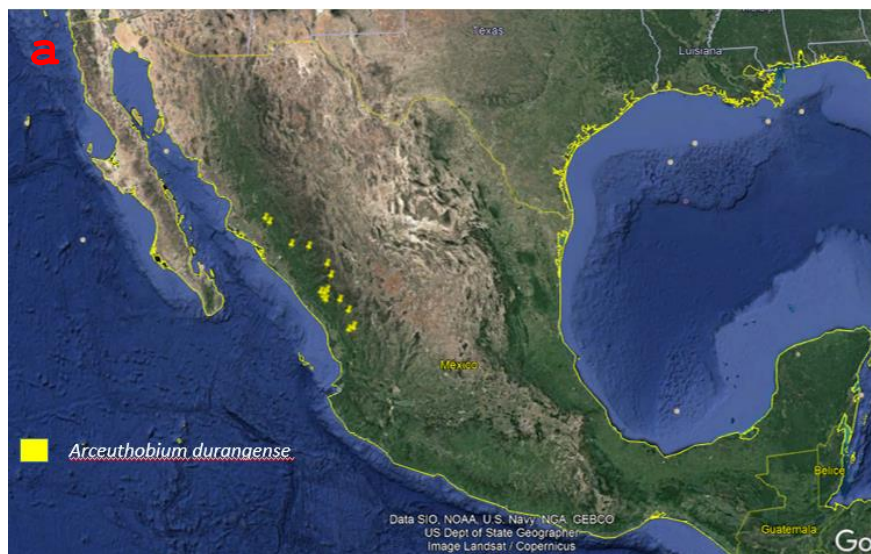 a
Texas
Luisiana
México
Arceuthobium durangense
Belice
Guatemala
Data SIO, NOAA, U.S. Navy, NGA, GEBCO
US Dept of State Geographer
Image Landsat / Copernicus
Go